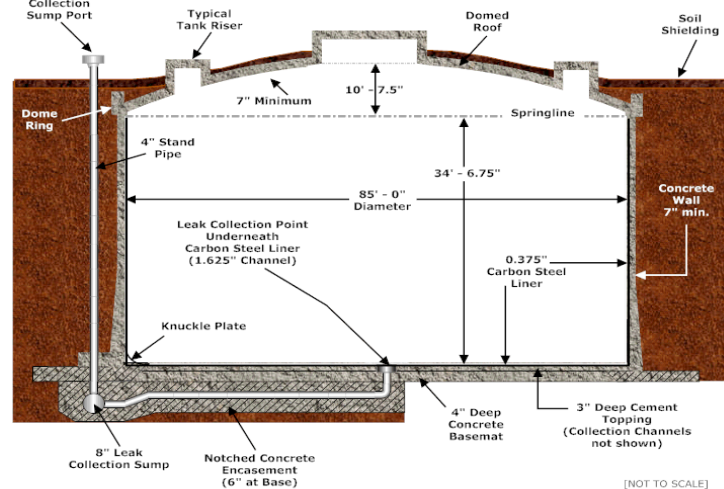 Collection
Sump Port
Typical
Tank Riser
Domed
Roof
Soil
Shielding
10' - 7.5"
7" Minimum
Dome
Ring
Springline
4" Stand
Pipe
34' - 6.75"
85' - 0"
Diameter
Concrete
Wall
7" min.
Leak Collection Point
Underneath
Carbon Steel Liner
(1.625" Channel)
0.375"
Carbon Steel
Liner
Knuckle Plate
8" Leak
Collection Sump
Notched Concrete
Encasement
(6" at Base)
4" Deep
Concrete
Basemat
3" Deep Cement
Topping
(Collection Channels
not shown)
[NOT TO SCALE]